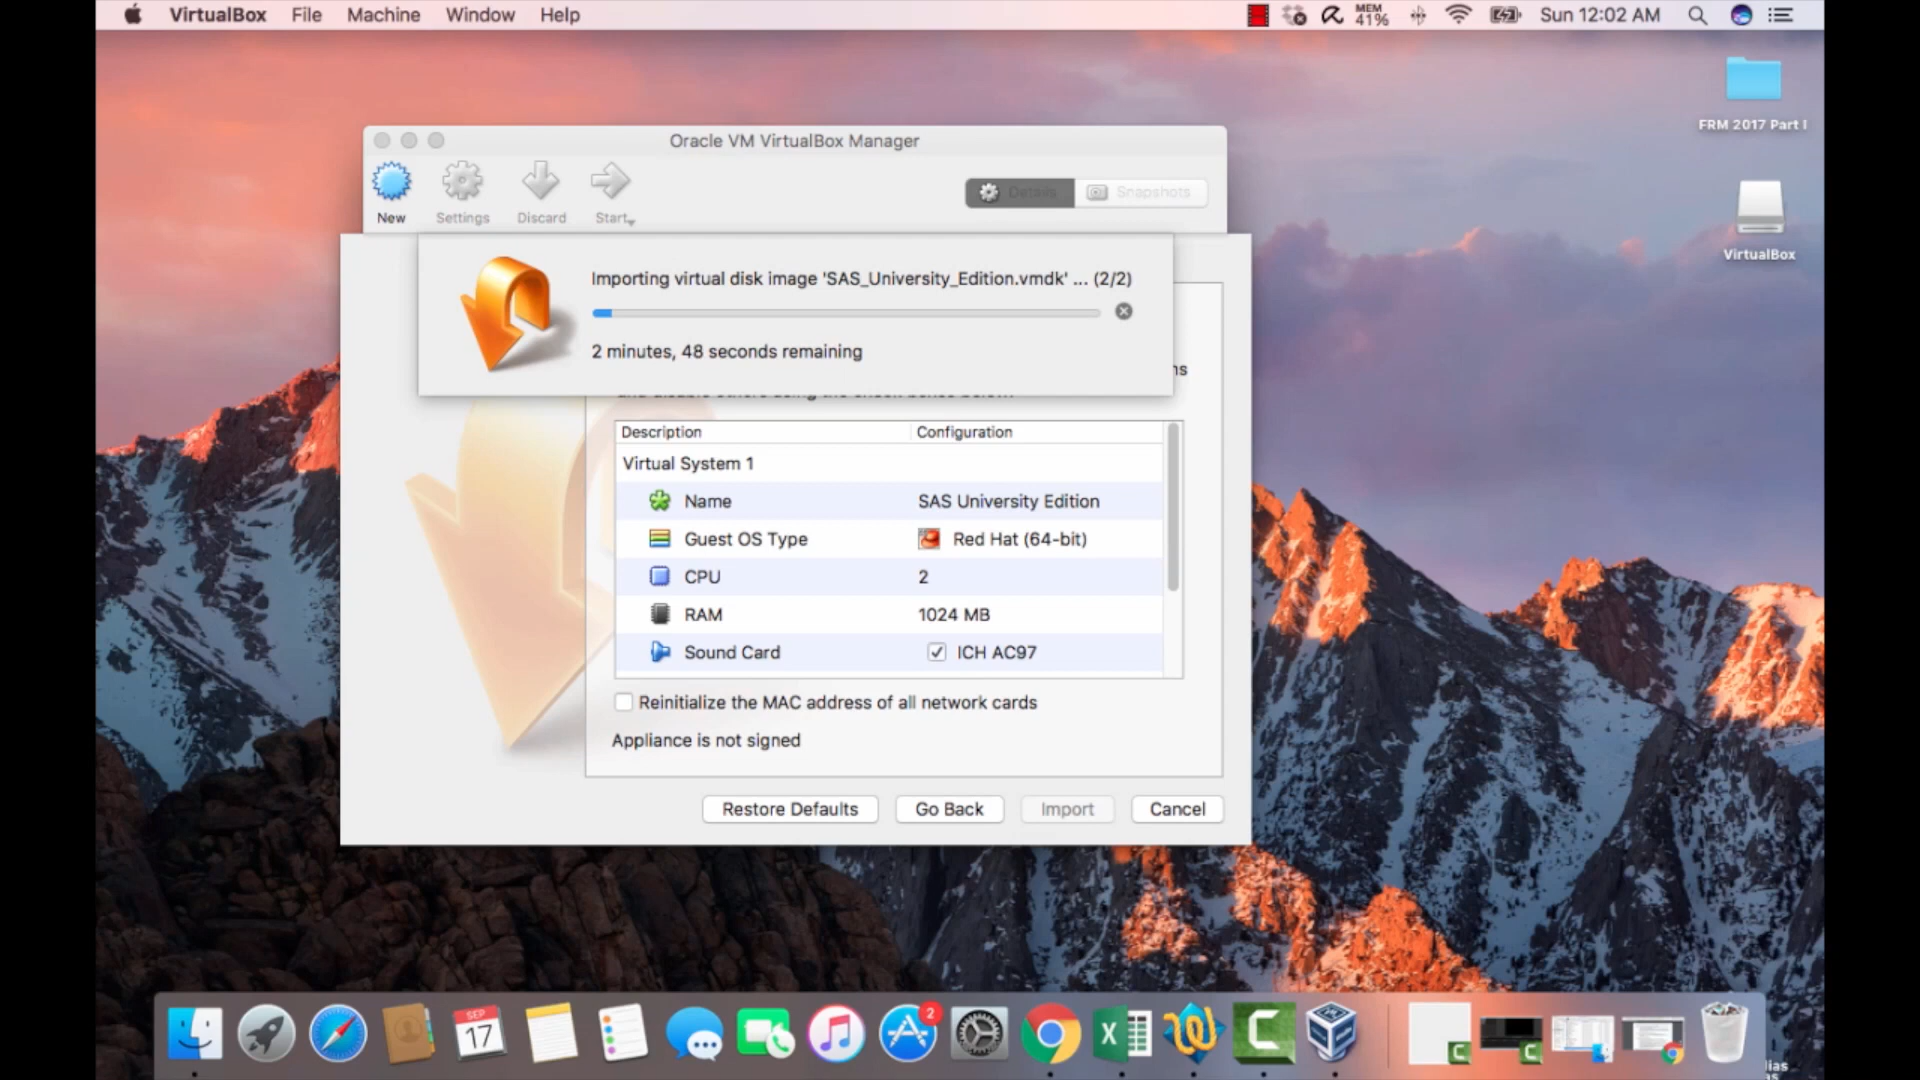 VirtualBox File Machine Window Help MEM 41% Sun 12:02 AM
FRM 2017 Part I
VirtualBox
Oracle VM VirtualBox Manager
New Settings Discard Start Details Snapshots
Importing virtual disk image 'SAS_University_Edition.vmdk' ... (2/2)
2 minutes, 48 seconds remaining
Description Configuration
Virtual System 1
Name SAS University Edition
Guest OS Type Red Hat (64-bit)
CPU 2
RAM 1024 MB
Sound Card ICH AC97
Reinitialize the MAC address of all network cards
Appliance is not signed
Restore Defaults Go Back Import Cancel
SEP
17
2